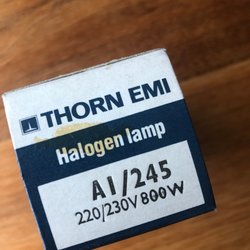 THORN EMI
Halogen lamp
A1/245
220/230V 800W